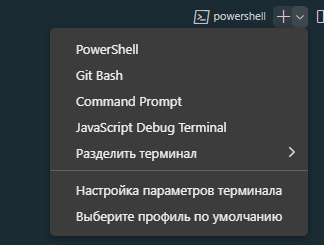 powershell
PowerShell
Git Bash
Command Prompt
JavaScript Debug Terminal
Разделить терминал
Настройка параметров терминала
Выберите профиль по умолчанию